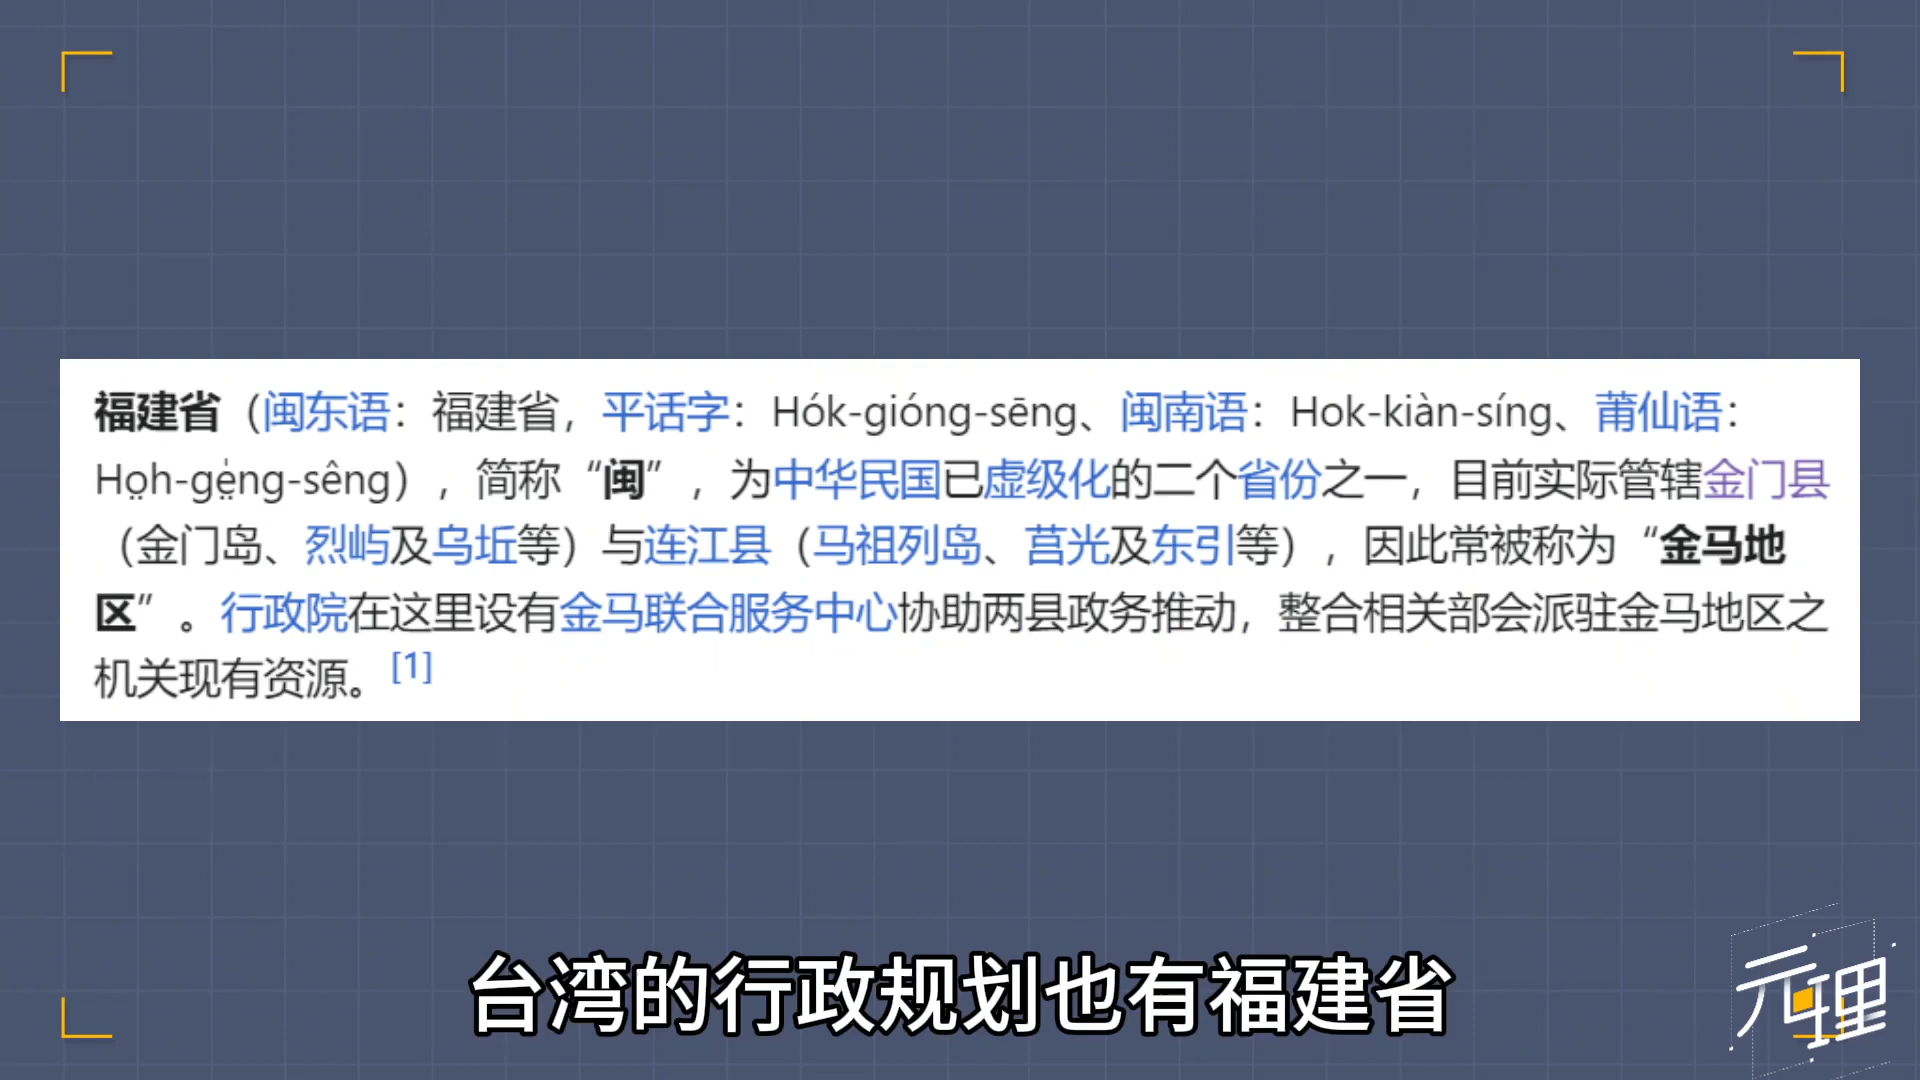 福建省（闽东语：福建省，平话字：Hók-gióng-sēng、闽南语：Hok-kiàn-síng、莆仙语：
Ho̤h-ge̤̍ng-sêng），简称“闽”，为中华民国已虚级化的二个省份之一，目前实际管辖金门县
（金门岛、烈屿及乌坵等）与连江县（马祖列岛、莒光及东引等），因此常被称为“金马地
区”。行政院在这里设有金马联合服务中心协助两县政务推动，整合相关部会派驻金马地区之
机关现有资源。[1]
台湾的行政规划也有福建省
元理